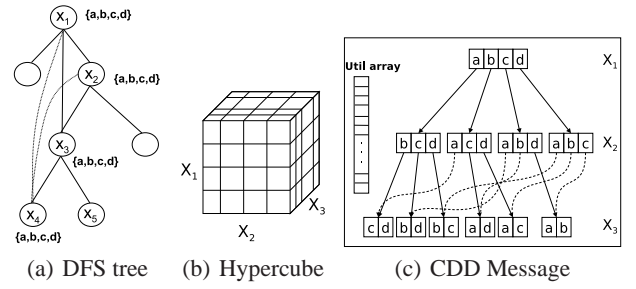 X1 {a,b,c,d}
X2 {a,b,c,d}
X3
{a,b,c,d}
X4 X5
{a,b,c,d}
(a) DFS tree
X1
X2
X3
(b) Hypercube
Util array
a b c d X1
b c d a c d a b d a b c X2
c d b d b c a d a c a b X3
(c) CDD Message